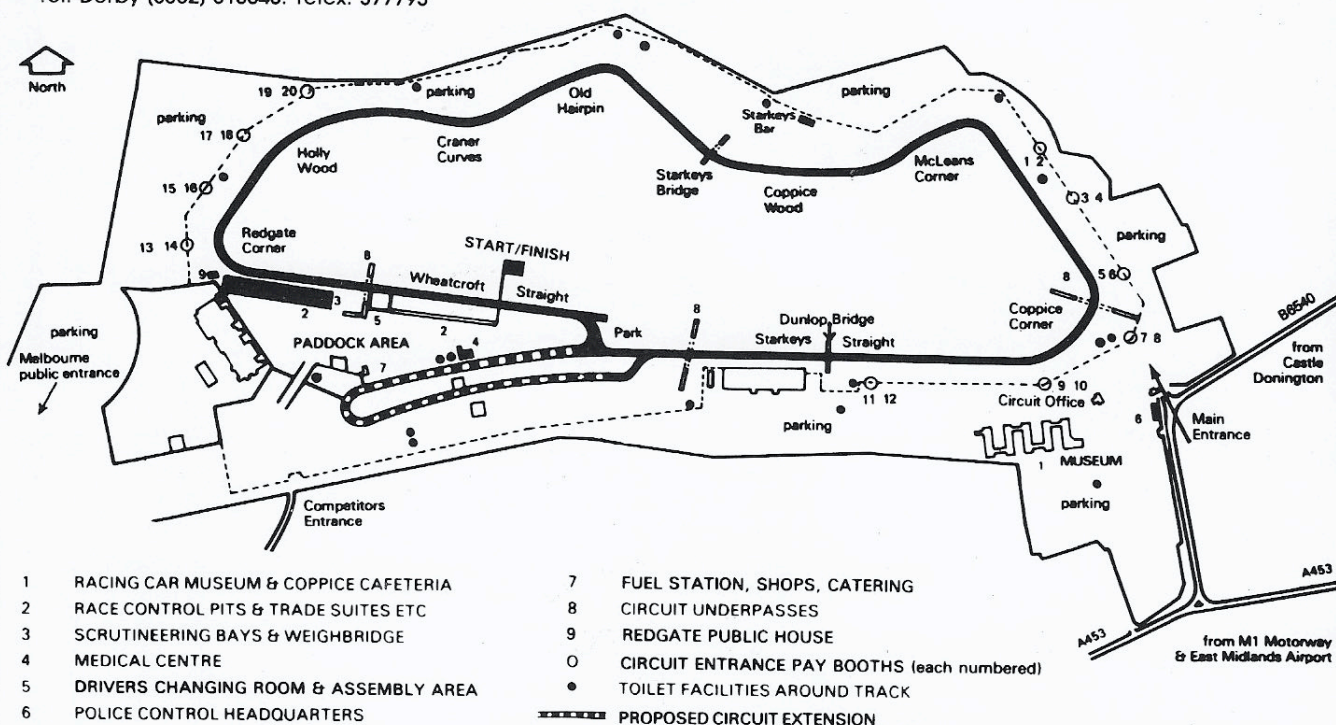 Tel: Derby (0332) 810048. Telex: 377793
North
parking
19 20
parking
17 18
15 16
13 14
Holly
Wood
Craner
Curves
Old
Hairpin
Starkeys
Bridge
Starkeys
Bar
parking
Coppice
Wood
McLeans
Corner
1 2
3 4
parking
5 6
7 8
Redgate
Corner
9
8
START/FINISH
Wheatcroft
Straight
3
2
5
2
PADDOCK AREA
4
7
Park
8
Dunlop Bridge
Starkeys
Straight
8
Coppice
Corner
B6540
from
Castle
Donington
parking
Melbourne
public entrance
11 12
9 10
Circuit Office
6
Main
Entrance
parking
1
MUSEUM
parking
Competitors
Entrance
A453
A453
from M1 Motorway
& East Midlands Airport
1 RACING CAR MUSEUM & COPPICE CAFETERIA
2 RACE CONTROL PITS & TRADE SUITES ETC
3 SCRUTINEERING BAYS & WEIGHBRIDGE
4 MEDICAL CENTRE
5 DRIVERS CHANGING ROOM & ASSEMBLY AREA
6 POLICE CONTROL HEADQUARTERS
7 FUEL STATION, SHOPS, CATERING
8 CIRCUIT UNDERPASSES
9 REDGATE PUBLIC HOUSE
O CIRCUIT ENTRANCE PAY BOOTHS (each numbered)
● TOILET FACILITIES AROUND TRACK
PROPOSED CIRCUIT EXTENSION